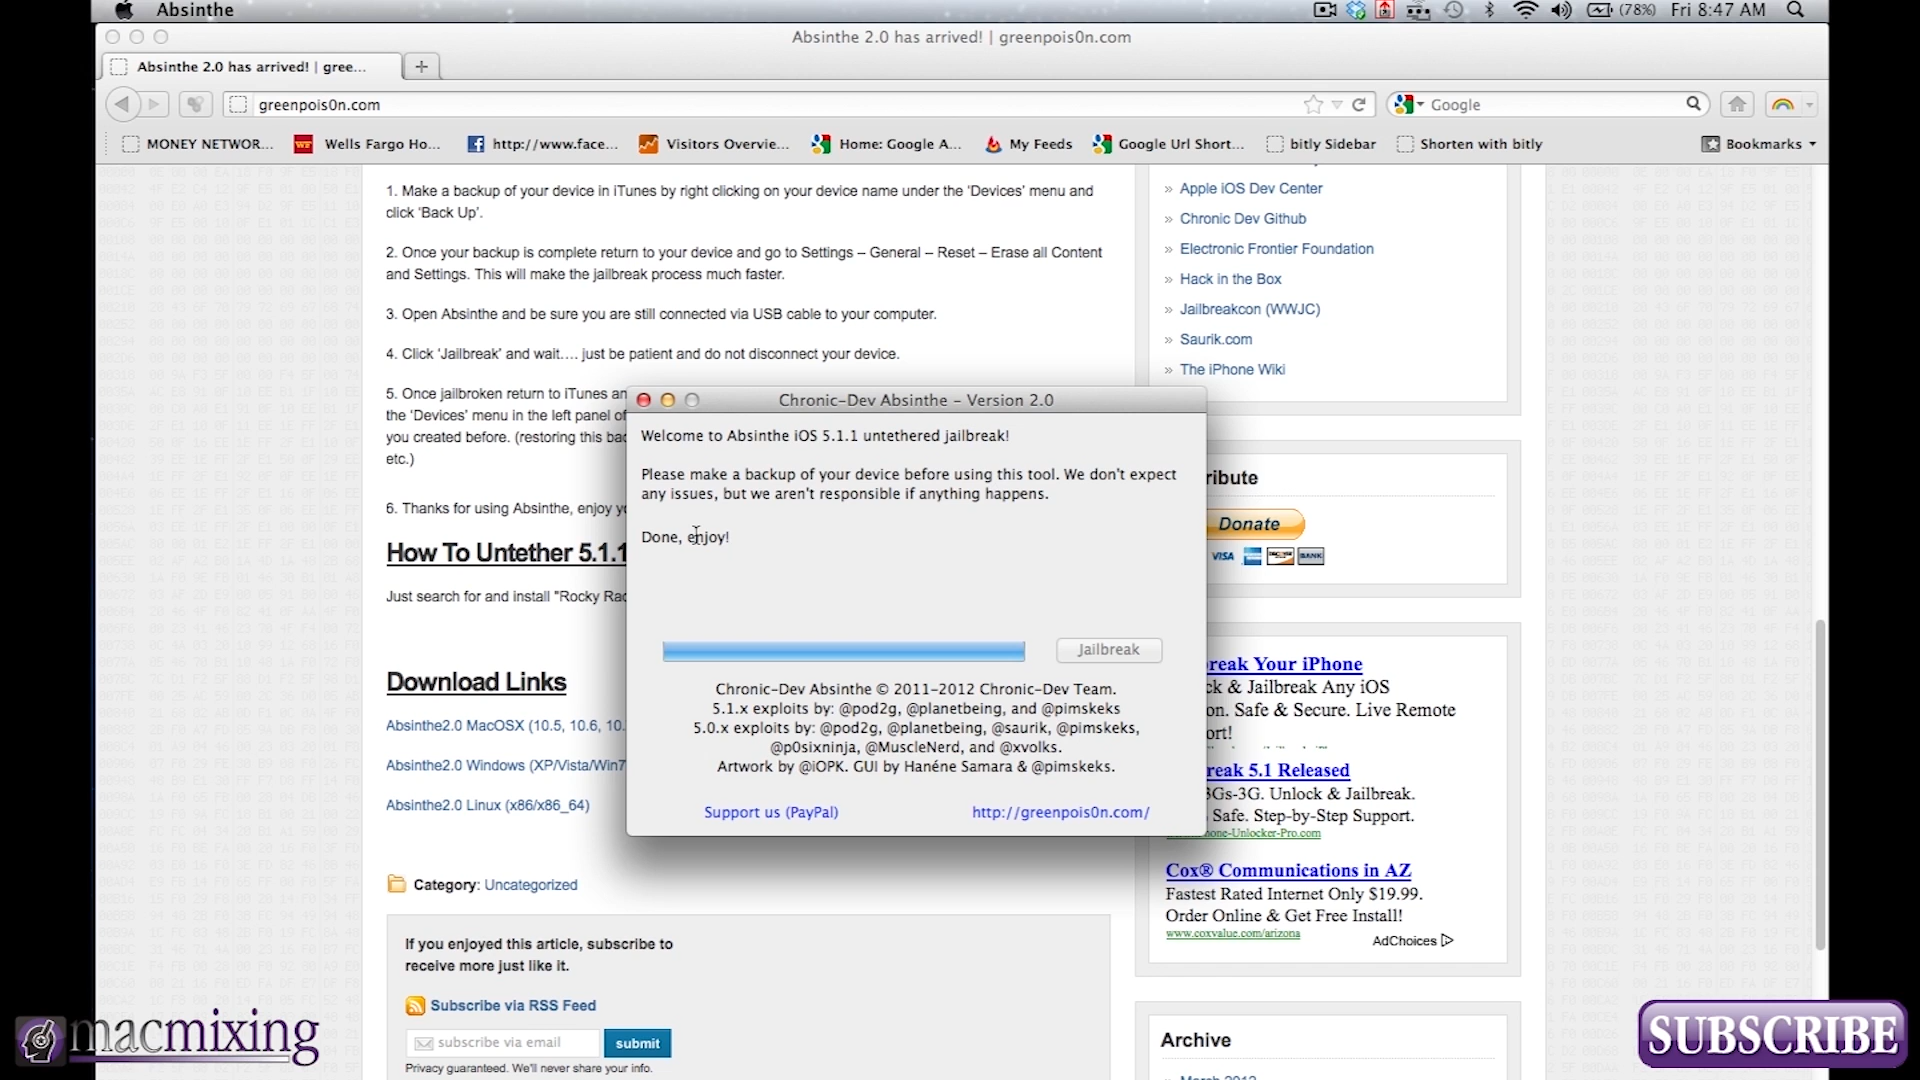 Absinthe
(78%)
Fri 8:47 AM
Absinthe 2.0 has arrived! | greenpois0n.com
Absinthe 2.0 has arrived! | gree...
greenpois0n.com
Google
MONEY NETWOR...
Wells Fargo Ho...
http://www.face...
Visitors Overvie...
Home: Google A...
My Feeds
Google Url Short...
bitly Sidebar
Shorten with bitly
Bookmarks
1. Make a backup of your device in iTunes by right clicking on your device name under the 'Devices' menu and
click 'Back Up'.
2. Once your backup is complete return to your device and go to Settings – General – Reset – Erase all Content
and Settings. This will make the jailbreak process much faster.
3. Open Absinthe and be sure you are still connected via USB cable to your computer.
4. Click 'Jailbreak' and wait…. just be patient and do not disconnect your device.
5. Once jailbroken return to iTunes an
the 'Devices' menu in the left panel of
you created before. (restoring this bac
etc.)
6. Thanks for using Absinthe, enjoy yo
How To Untether 5.1.1
Just search for and install "Rocky Rac
Download Links
Absinthe2.0 MacOSX (10.5, 10.6, 10.
Absinthe2.0 Windows (XP/Vista/Win7
Absinthe2.0 Linux (x86/x86_64)
Category: Uncategorized
If you enjoyed this article, subscribe to
receive more just like it.
Subscribe via RSS Feed
subscribe via email
submit
Privacy guaranteed. We'll never share your info.
Chronic-Dev Absinthe – Version 2.0
Welcome to Absinthe iOS 5.1.1 untethered jailbreak!
Please make a backup of your device before using this tool. We don't expect
any issues, but we aren't responsible if anything happens.
Done, enjoy!
Jailbreak
Chronic-Dev Absinthe © 2011-2012 Chronic-Dev Team.
5.1.x exploits by: @pod2g, @planetbeing, and @pimskeks
5.0.x exploits by: @pod2g, @planetbeing, @saurik, @pimskeks,
@p0sixninja, @MuscleNerd, and @xvolks.
Artwork by @iOPK. GUI by Hanéne Samara & @pimskeks.
Support us (PayPal)
http://greenpois0n.com/
» Apple iOS Dev Center
» Chronic Dev Github
» Electronic Frontier Foundation
» Hack in the Box
» Jailbreakcon (WWJC)
» Saurik.com
» The iPhone Wiki
ribute
Donate
VISA
BANK
reak Your iPhone
ck & Jailbreak Any iOS
on. Safe & Secure. Live Remote
ort!
reak 5.1 Released
3Gs-3G. Unlock & Jailbreak.
Safe. Step-by-Step Support.
hone-Unlocker-Pro.com
Cox® Communications in AZ
Fastest Rated Internet Only $19.99.
Order Online & Get Free Install!
www.coxvalue.com/arizona
AdChoices
Archive
macmixing
SUBSCRIBE